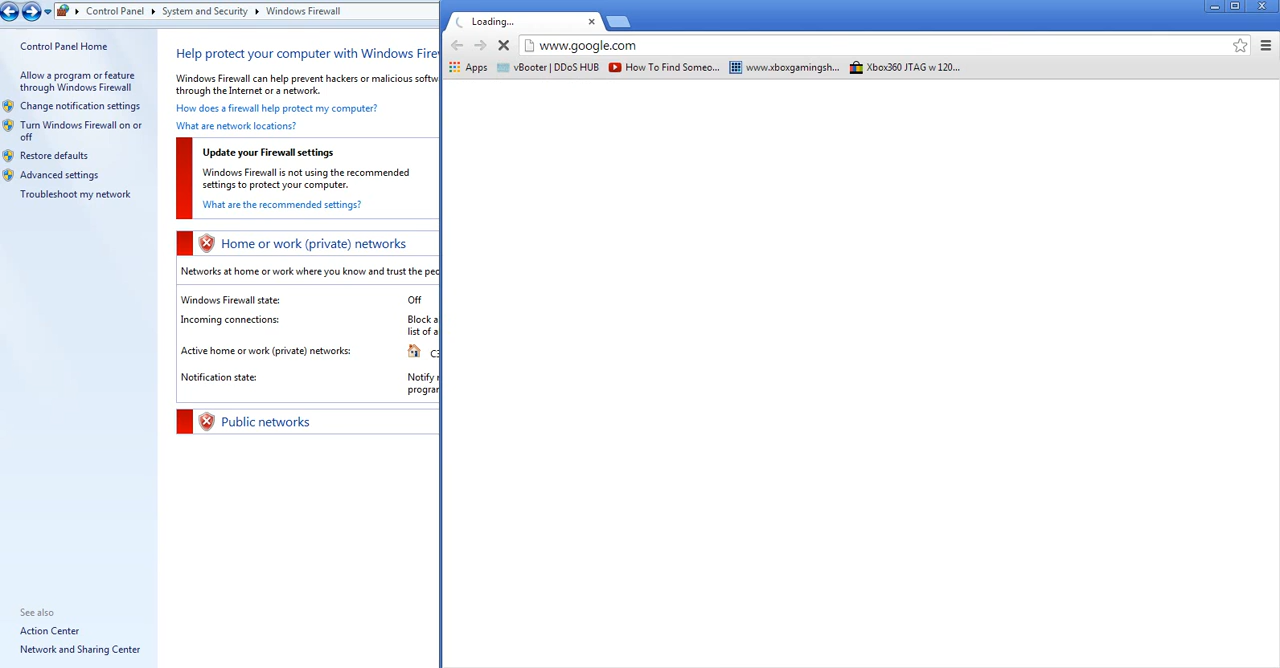 Control Panel
System and Security
Windows Firewall
Control Panel Home
Allow a program or feature
through Windows Firewall
Change notification settings
Turn Windows Firewall on or
off
Restore defaults
Advanced settings
Troubleshoot my network
See also
Action Center
Network and Sharing Center
Help protect your computer with Windows Fire
Windows Firewall can help prevent hackers or malicious softw
through the Internet or a network.
How does a firewall help protect my computer?
What are network locations?
Update your Firewall settings
Windows Firewall is not using the recommended
settings to protect your computer.
What are the recommended settings?
Home or work (private) networks
Networks at home or work where you know and trust the peo
Windows Firewall state: Off
Incoming connections: Block a
list of a
Active home or work (private) networks: C3
Notification state: Notify
progran
Public networks
Loading...
www.google.com
Apps vBooter | DDoS HUB How To Find Someo... www.xboxgamingsh... Xbox360 JTAG w 120...